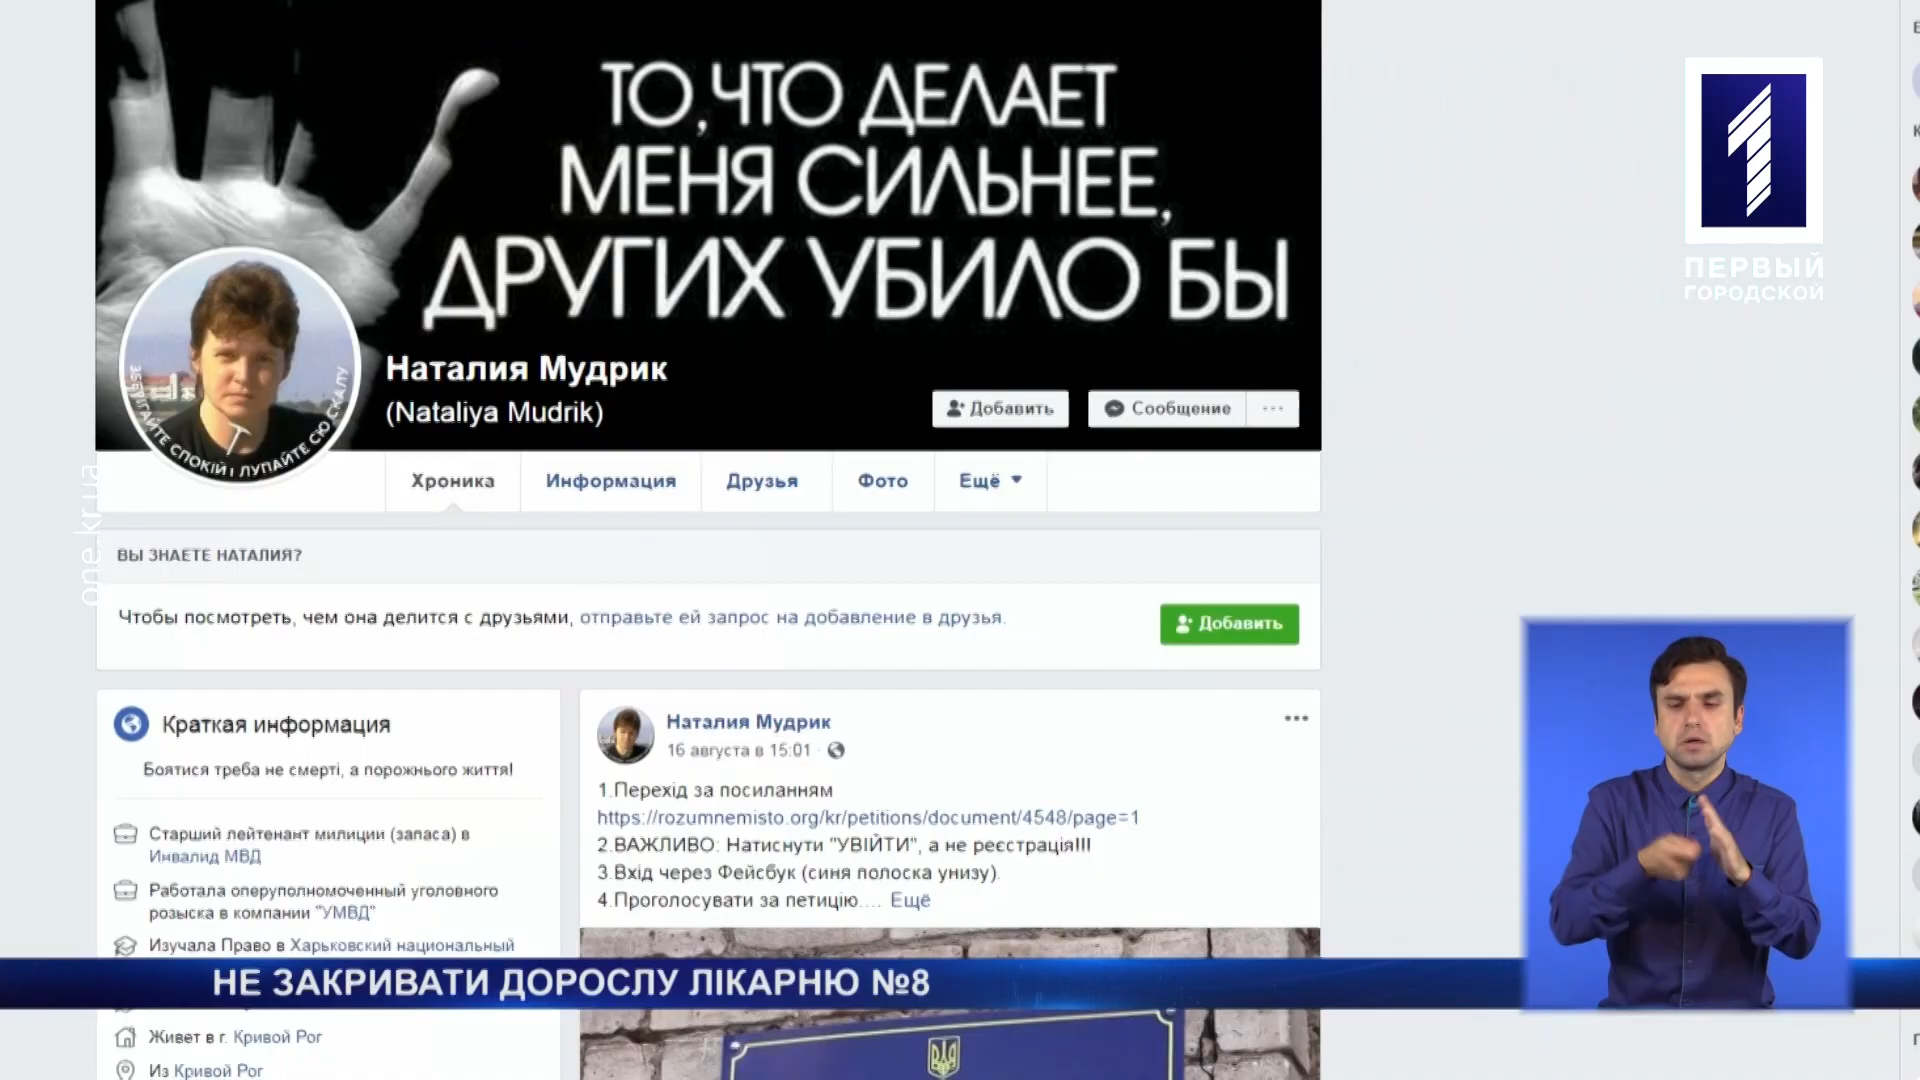 ТО, ЧТО ДЕЛАЕТ
МЕНЯ СИЛЬНЕЕ,
ДРУГИХ УБИЛО БЫ
ПЕРВЫЙ
ГОРОДСКОЙ
ЗБЕРІГАЙТЕ СПОКІЙ І ЛУПАЙТЕ СЮ СКАЛУ
Наталия Мудрик
(Nataliya Mudrik)
Добавить
Сообщение
Хроника
Информация
Друзья
Фото
Ещё
one.kr.ua
ВЫ ЗНАЕТЕ НАТАЛИЯ?
Чтобы посмотреть, чем она делится с друзьями, отправьте ей запрос на добавление в друзья.
Добавить
Краткая информация
Боятися треба не смерті, а порожнього життя!
Старший лейтенант милиции (запаса) в
Инвалид МВД
Работала оперуполномоченный уголовного
розыска в компании "УМВД"
Изучала Право в Харьковский национальный
Живет в г. Кривой Рог
Из Кривой Рог
Наталия Мудрик
16 августа в 15:01
1.Перехід за посиланням
https://rozumnemisto.org/kr/petitions/document/4548/page=1
2.ВАЖЛИВО: Натиснути "УВІЙТИ", а не реєстрація!!!
3.Вхід через Фейсбук (синя полоска унизу).
4.Проголосувати за петицію.... Ещё
НЕ ЗАКРИВАТИ ДОРОСЛУ ЛІКАРНЮ №8